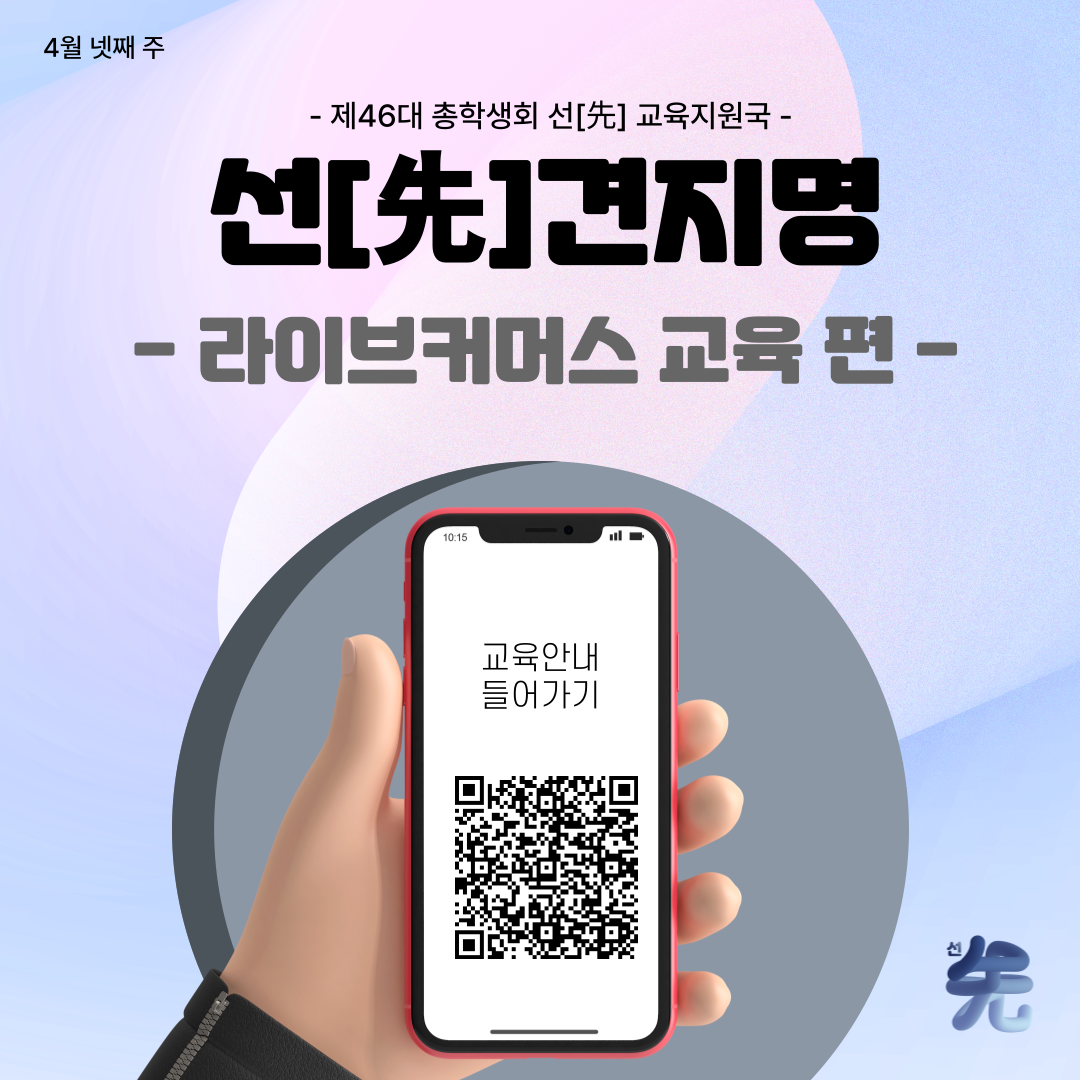 4월 넷째 주
- 제46대 총학생회 선[先] 교육지원국 -
선[先]견지명
- 라이브커머스 교육 편 -
10:15
교육안내
들어가기
선 先